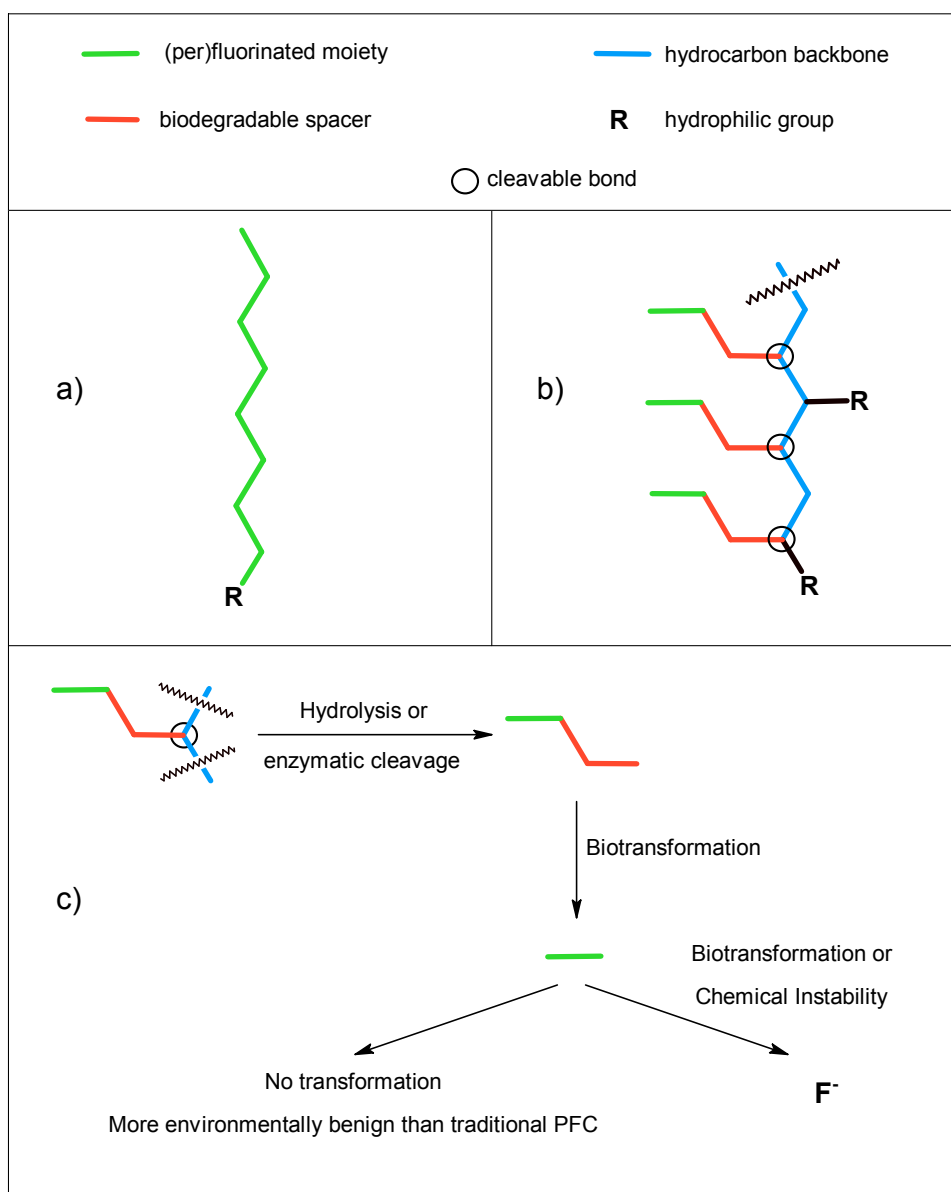 (per)fluorinated moiety
hydrocarbon backbone
biodegradable spacer
R hydrophilic group
cleavable bond
a)
R
b)
R
R
c)
Hydrolysis or
enzymatic cleavage
Biotransformation
Biotransformation or
Chemical Instability
No transformation
More environmentally benign than traditional PFC
F⁻